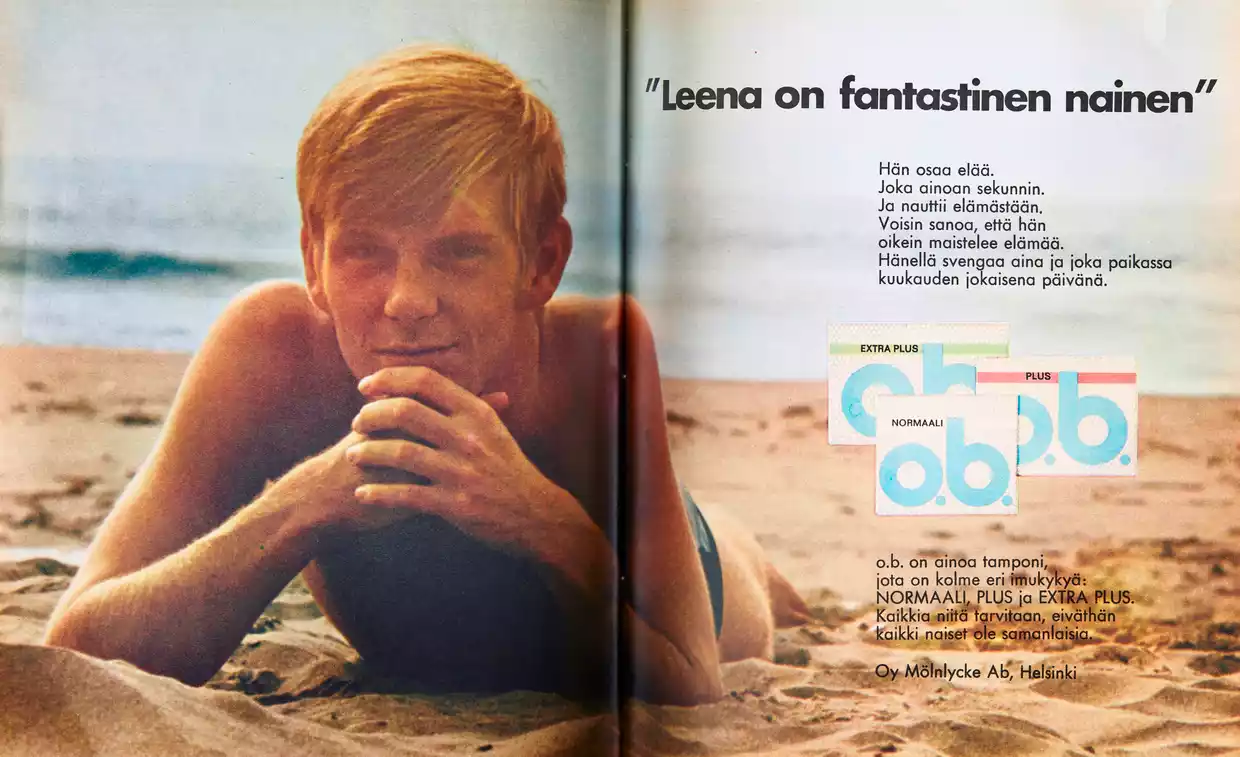 "Leena on fantastinen nainen"
Hän osaa elää.
Joka ainoan sekunnin.
Ja nauttii elämästään.
Voisin sanoa, että hän
oikein maistelee elämää.
Hänellä svengaa aina ja joka paikassa
kuukauden jokaisena päivänä.
EXTRA PLUS
o.b.
PLUS
o.b.
NORMAALI
o.b.
o.b. on ainoa tamponi,
jota on kolme eri imukykyä:
NORMAALI, PLUS ja EXTRA PLUS.
Kaikkia niitä tarvitaan, eiväthän
kaikki naiset ole samanlaisia.
Oy Mölnlycke Ab, Helsinki